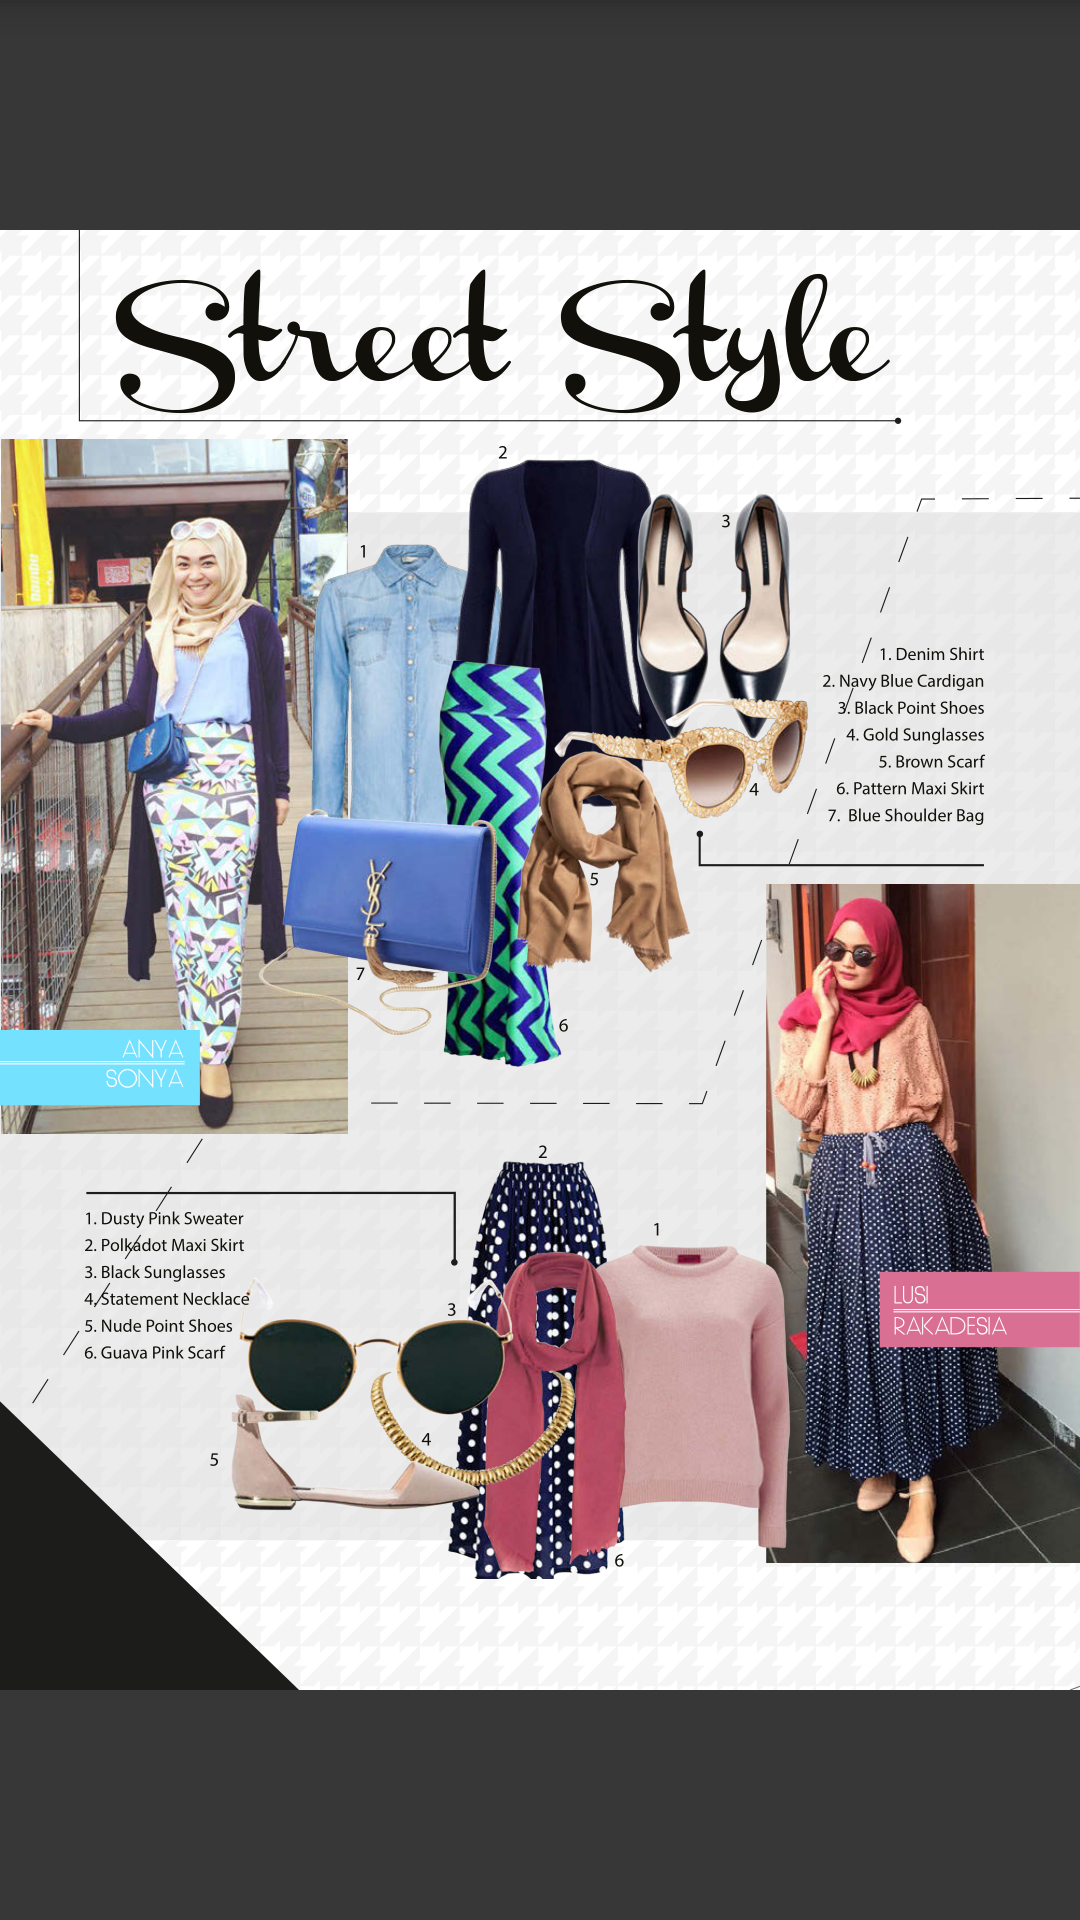 Street Style
2
3
1
1. Denim Shirt
2. Navy Blue Cardigan
3. Black Point Shoes
4. Gold Sunglasses
5. Brown Scarf
6. Pattern Maxi Skirt
7. Blue Shoulder Bag
4
5
7
6
YSL
ANYA
SONYA
2
1
1. Dusty Pink Sweater
2. Polkadot Maxi Skirt
3. Black Sunglasses
4. Statement Necklace
5. Nude Point Shoes
6. Guava Pink Scarf
3
4
5
6
LUSI
RAKADESIA